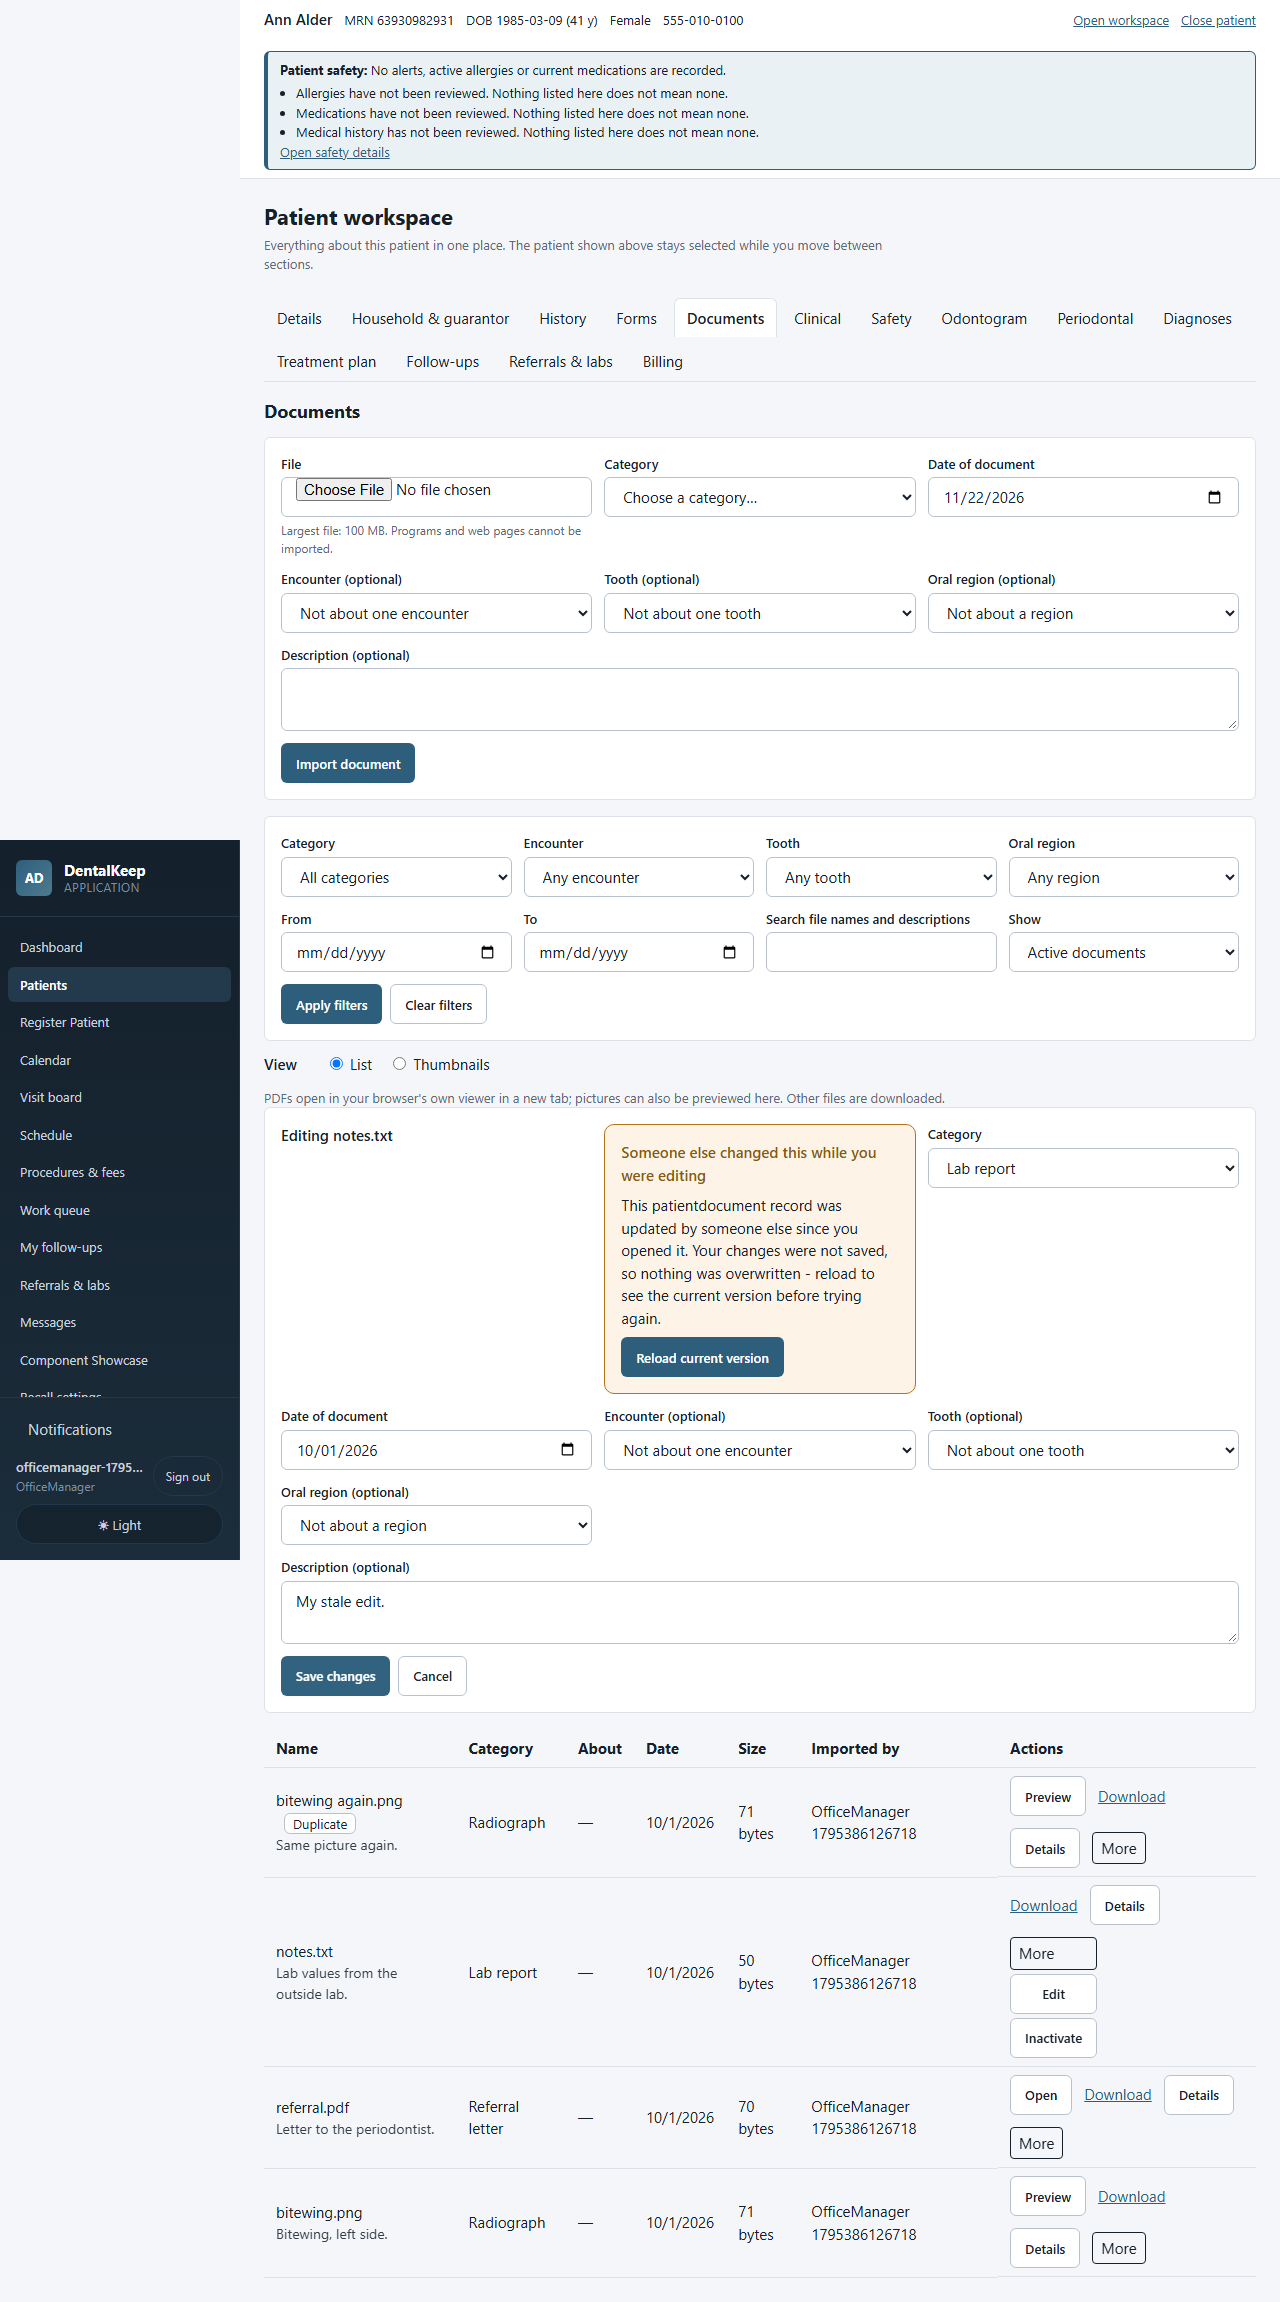 Ann Alder MRN 63930982931 DOB 1985-03-09 (41 y) Female 555-010-0100 Open workspace Close patient
Patient safety: No alerts, active allergies or current medications are recorded.
Allergies have not been reviewed. Nothing listed here does not mean none.
Medications have not been reviewed. Nothing listed here does not mean none.
Medical history has not been reviewed. Nothing listed here does not mean none.
Open safety details
Patient workspace
Everything about this patient in one place. The patient shown above stays selected while you move between
sections.
Details Household & guarantor History Forms Documents Clinical Safety Odontogram Periodontal Diagnoses
Treatment plan Follow-ups Referrals & labs Billing
Documents
File Category Date of document
Choose File No file chosen Choose a category... 11/22/2026
Largest file: 100 MB. Programs and web pages cannot be
imported.
Encounter (optional) Tooth (optional) Oral region (optional)
Not about one encounter Not about one tooth Not about a region
Description (optional)
Import document
AD DentalKeep
APPLICATION
Dashboard
Patients
Register Patient
Calendar
Visit board
Schedule
Procedures & fees
Work queue
My follow-ups
Referrals & labs
Messages
Component Showcase
Recall settings
Notifications
officemanager-1795...
OfficeManager
Sign out
☀ Light
Category Encounter Tooth Oral region
All categories Any encounter Any tooth Any region
From To Search file names and descriptions Show
mm/dd/yyyy mm/dd/yyyy Active documents
Apply filters Clear filters
View List Thumbnails
PDFs open in your browser's own viewer in a new tab; pictures can also be previewed here. Other files are downloaded.
Editing notes.txt
Someone else changed this while you
were editing
This patientdocument record was
updated by someone else since you
opened it. Your changes were not saved,
so nothing was overwritten - reload to
see the current version before trying
again.
Reload current version
Category
Lab report
Date of document Encounter (optional) Tooth (optional)
10/01/2026 Not about one encounter Not about one tooth
Oral region (optional)
Not about a region
Description (optional)
My stale edit.
Save changes Cancel
Name Category About Date Size Imported by Actions
bitewing again.png
Duplicate
Same picture again.
Radiograph — 10/1/2026
71
bytes
OfficeManager
1795386126718
Preview Download
Details More
notes.txt
Lab values from the
outside lab.
Lab report — 10/1/2026
50
bytes
OfficeManager
1795386126718
Download Details
More
Edit
Inactivate
referral.pdf
Letter to the periodontist.
Referral
letter
— 10/1/2026
70
bytes
OfficeManager
1795386126718
Open Download Details
More
bitewing.png
Bitewing, left side.
Radiograph — 10/1/2026
71
bytes
OfficeManager
1795386126718
Preview Download
Details More